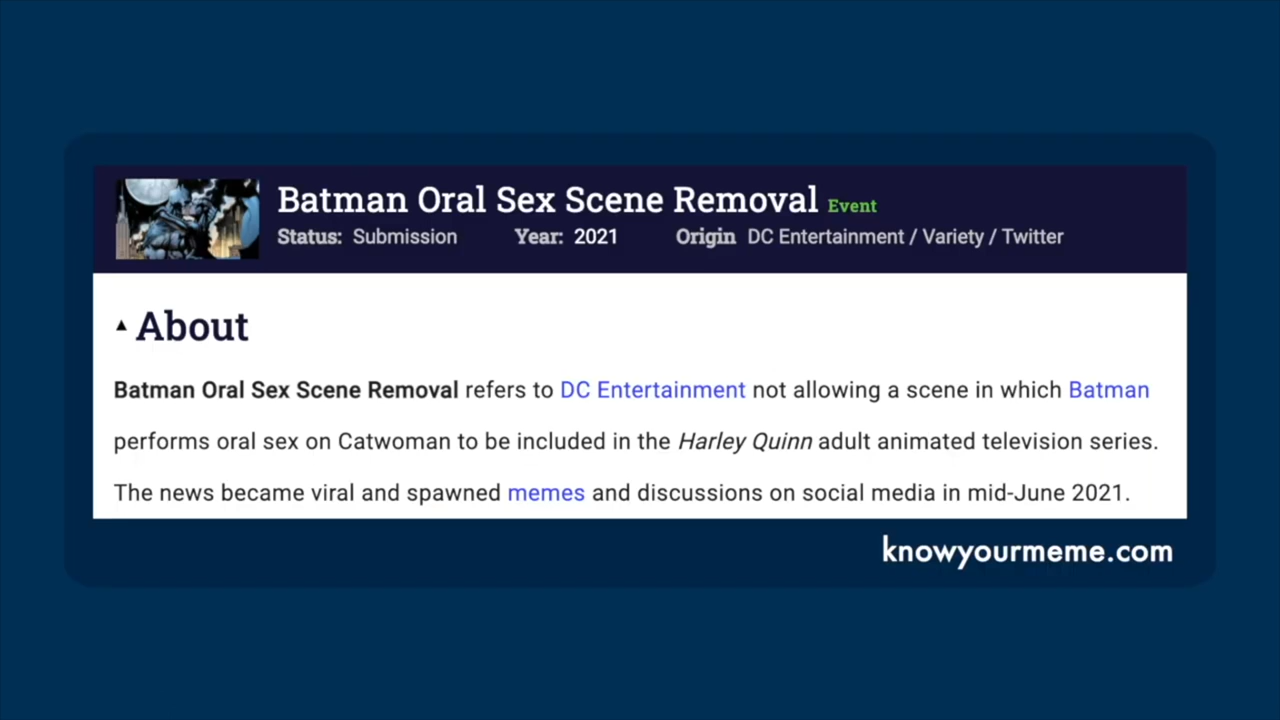 Batman Oral Sex Scene Removal Event
Status: Submission Year: 2021 Origin DC Entertainment / Variety / Twitter
▲ About
Batman Oral Sex Scene Removal refers to DC Entertainment not allowing a scene in which Batman
performs oral sex on Catwoman to be included in the Harley Quinn adult animated television series.
The news became viral and spawned memes and discussions on social media in mid-June 2021.
knowyourmeme.com